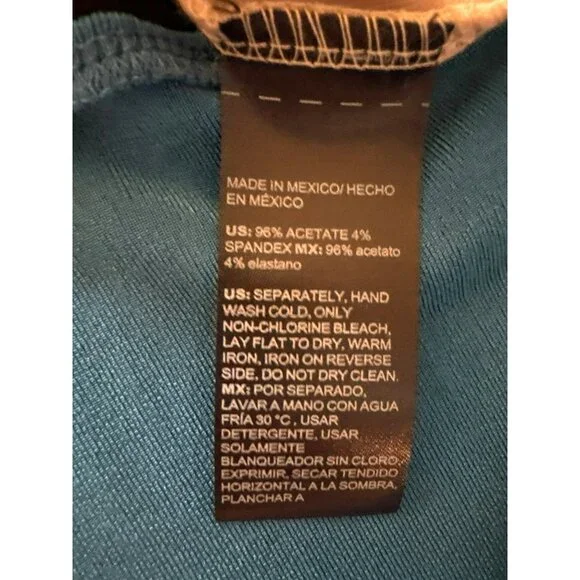 MADE IN MEXICO/ HECHO
EN MÉXICO
US: 96% ACETATE 4%
SPANDEX MX: 96% acetato
4% elastano
US: SEPARATELY, HAND
WASH COLD, ONLY
NON-CHLORINE BLEACH,
LAY FLAT TO DRY, WARM
IRON, IRON ON REVERSE
SIDE, DO NOT DRY CLEAN.
MX: POR SEPARADO,
LAVAR A MANO CON AGUA
FRÍA 30 °C, USAR
DETERGENTE, USAR
SOLAMENTE
BLANQUEADOR SIN CLORO,
EXPRIMIR, SECAR TENDIDO
HORIZONTAL A LA SOMBRA,
PLANCHAR A